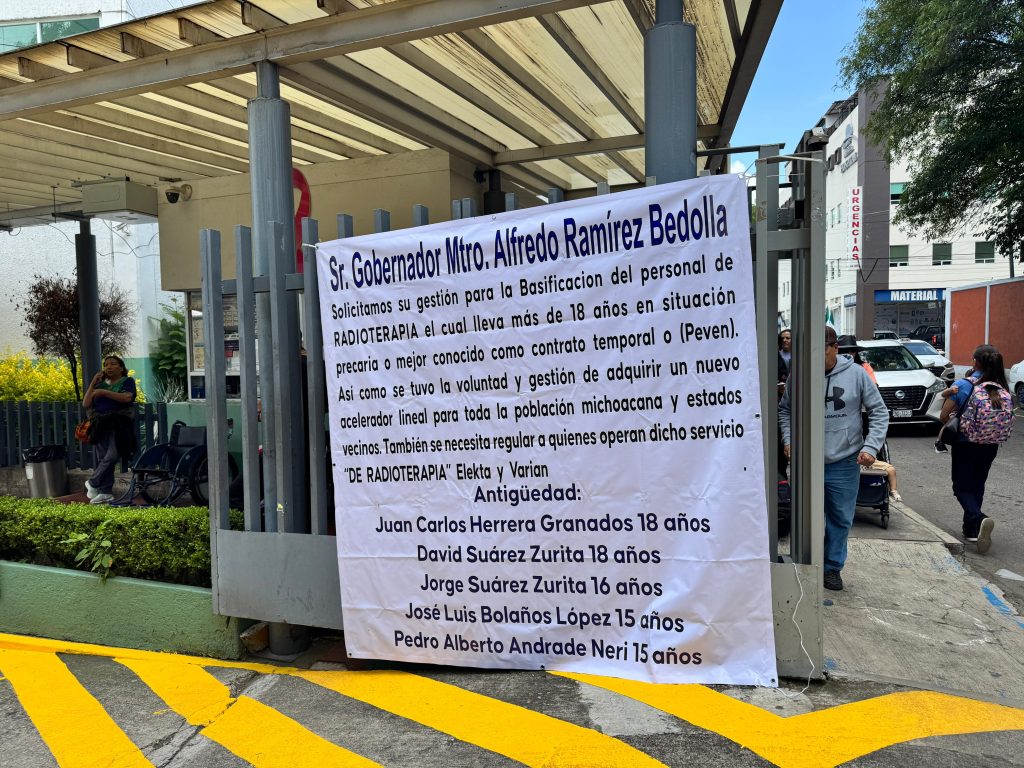 Sr. Gobernador Mtro. Alfredo Ramírez Bedolla
Solicitamos su gestión para la Basificacion del personal de
RADIOTERAPIA el cual lleva más de 18 años en situación
precaria o mejor conocido como contrato temporal o (Peven).
Así como se tuvo la voluntad y gestión de adquirir un nuevo
acelerador lineal para toda la población michoacana y estados
vecinos. También se necesita regular a quienes operan dicho servicio
“DE RADIOTERAPIA” Elekta y Varian
Antigüedad:
Juan Carlos Herrera Granados 18 años
David Suárez Zurita 18 años
Jorge Suárez Zurita 16 años
José Luis Bolaños López 15 años
Pedro Alberto Andrade Neri 15 años
URGENCIAS
MATERIAL